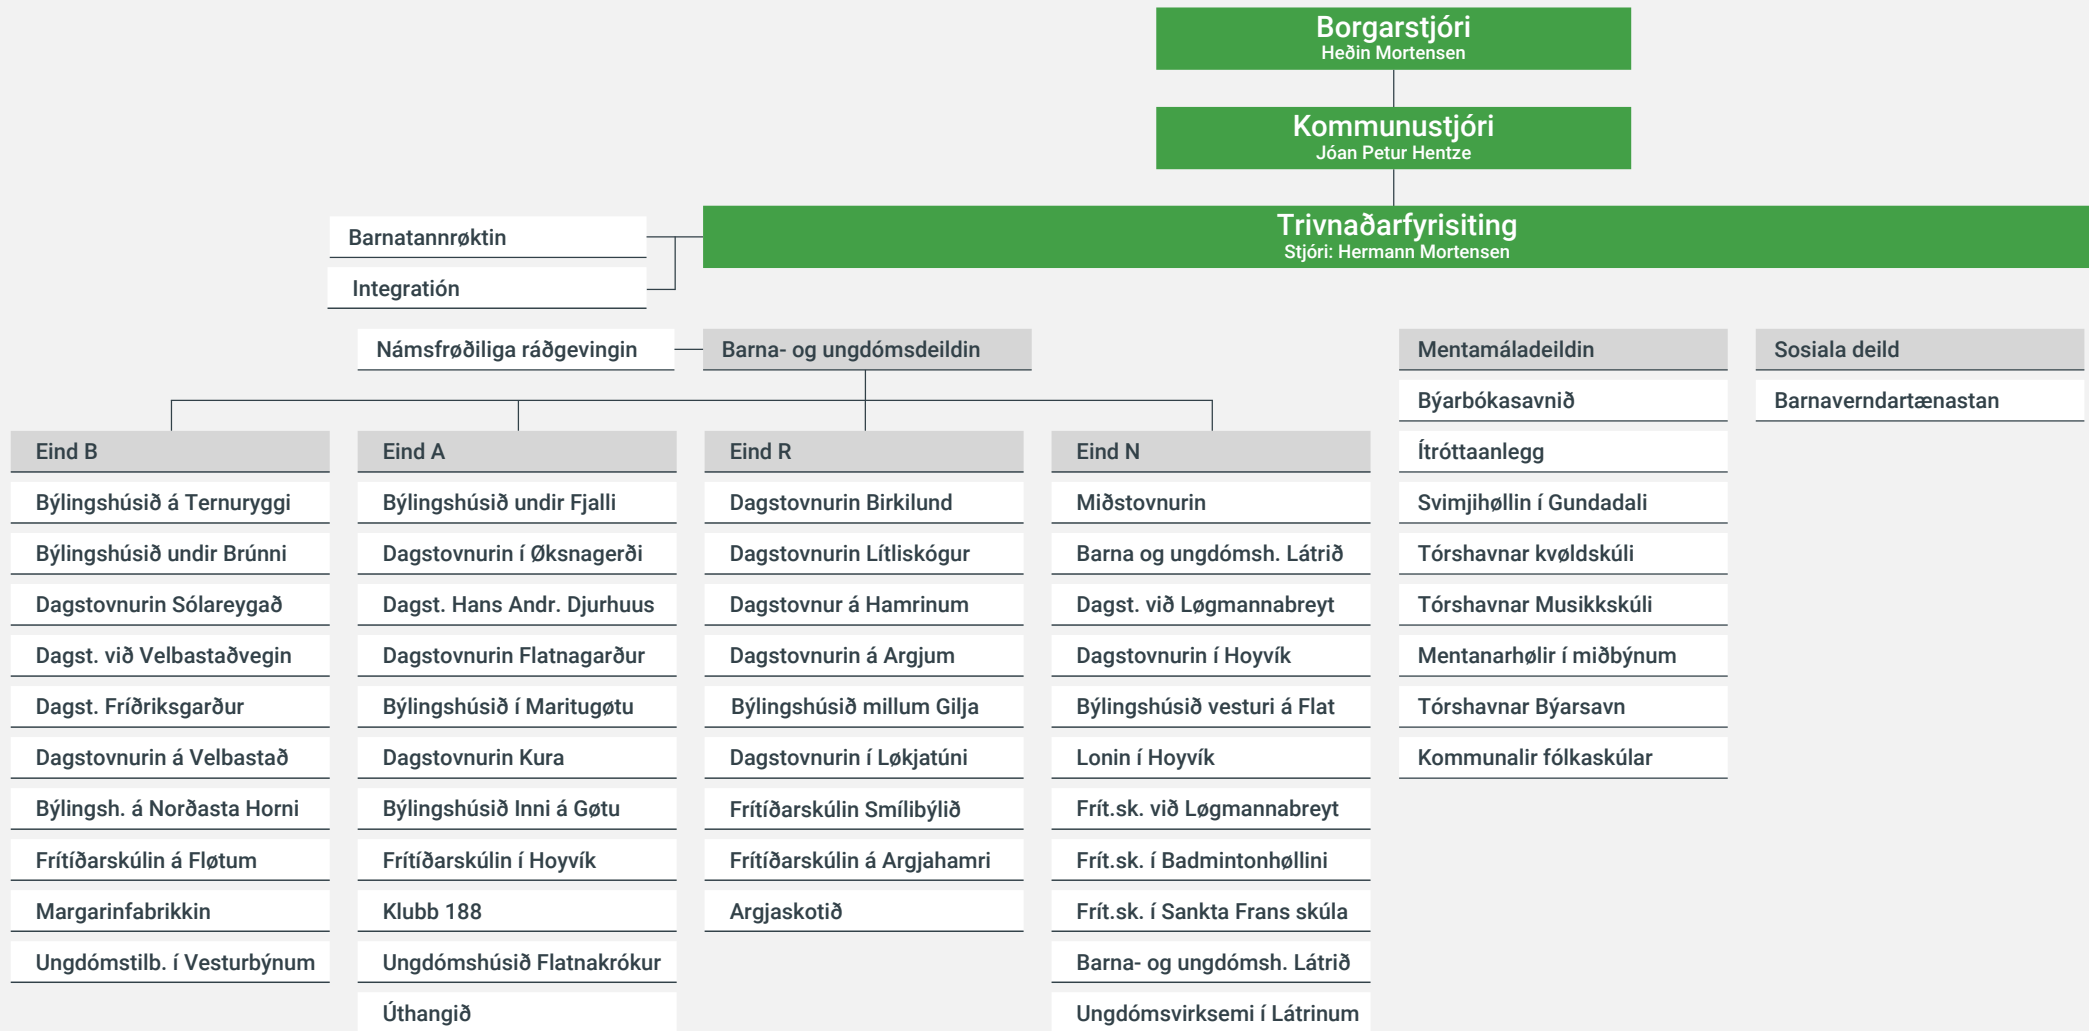 Borgarstjóri
Heðin Mortensen
Kommunustjóri
Jóan Petur Hentze
Trivnaðarfyrisiting
Stjóri: Hermann Mortensen
Barnatannrøktin
Integratión
Námsfrøðiliga ráðgevingin
Barna- og ungdómsdeildin
Eind B
Býlingshúsið á Ternuryggi
Býlingshúsið undir Brúnni
Dagstovnurin Sólareygað
Dagst. við Velbastaðvegin
Dagst. Fríðriksgarður
Dagstovnurin á Velbastað
Býlingsh. á Norðasta Horni
Frítíðarskúlin á Fløtum
Margarinfabrikkin
Ungdómstilb. í Vesturbýnum
Eind A
Býlingshúsið undir Fjalli
Dagstovnurin í Øksnagerði
Dagst. Hans Andr. Djurhuus
Dagstovnurin Flatnagarður
Býlingshúsið í Maritugøtu
Dagstovnurin Kura
Býlingshúsið Inni á Gøtu
Frítíðarskúlin í Hoyvík
Klubb 188
Ungdómshúsið Flatnakrókur
Úthangið
Eind R
Dagstovnurin Birkilund
Dagstovnurin Lítliskógur
Dagstovnur á Hamrinum
Dagstovnurin á Argjum
Býlingshúsið millum Gilja
Dagstovnurin í Løkjatúni
Frítíðarskúlin Smílibýlið
Frítíðarskúlin á Argjahamri
Argjaskotið
Eind N
Miðstovnurin
Barna og ungdómsh. Látrið
Dagst. við Løgmannabreyt
Dagstovnurin í Hoyvík
Býlingshúsið vesturi á Flat
Lonin í Hoyvík
Frít.sk. við Løgmannabreyt
Frít.sk. í Badmintonhøllini
Frít.sk. í Sankta Frans skúla
Barna- og ungdómsh. Látrið
Ungdómsvirksemi í Látrinum
Mentamáladeildin
Býarbókasavnið
Ítróttaanlegg
Svimjihøllin í Gundadali
Tórshavnar kvøldskúli
Tórshavnar Musikkskúli
Mentanarhølir í miðbýnum
Tórshavnar Býarsavn
Kommunalir fólkaskúlar
Sosiala deild
Barnaverndartænastan